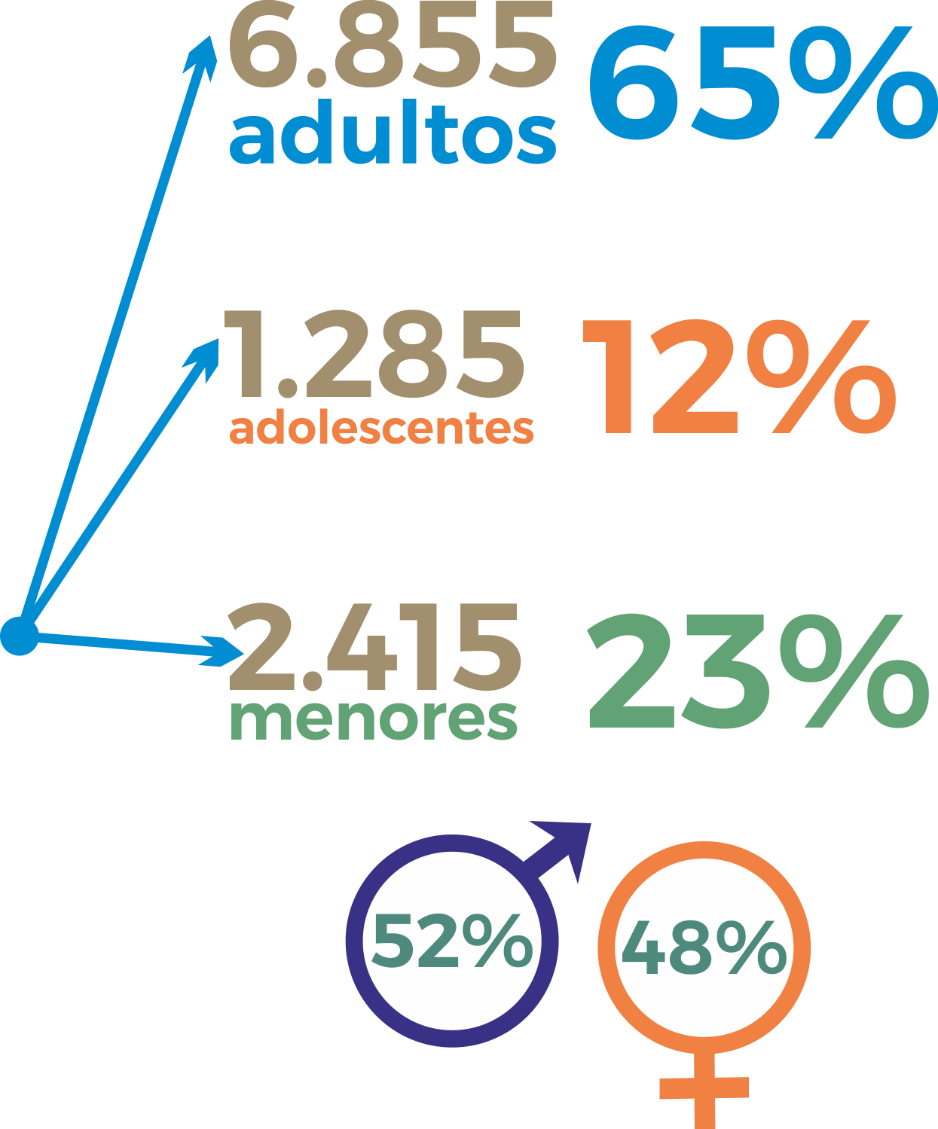 6.855 65%
adultos
1.285 12%
adolescentes
2.415 23%
menores
52% 48%